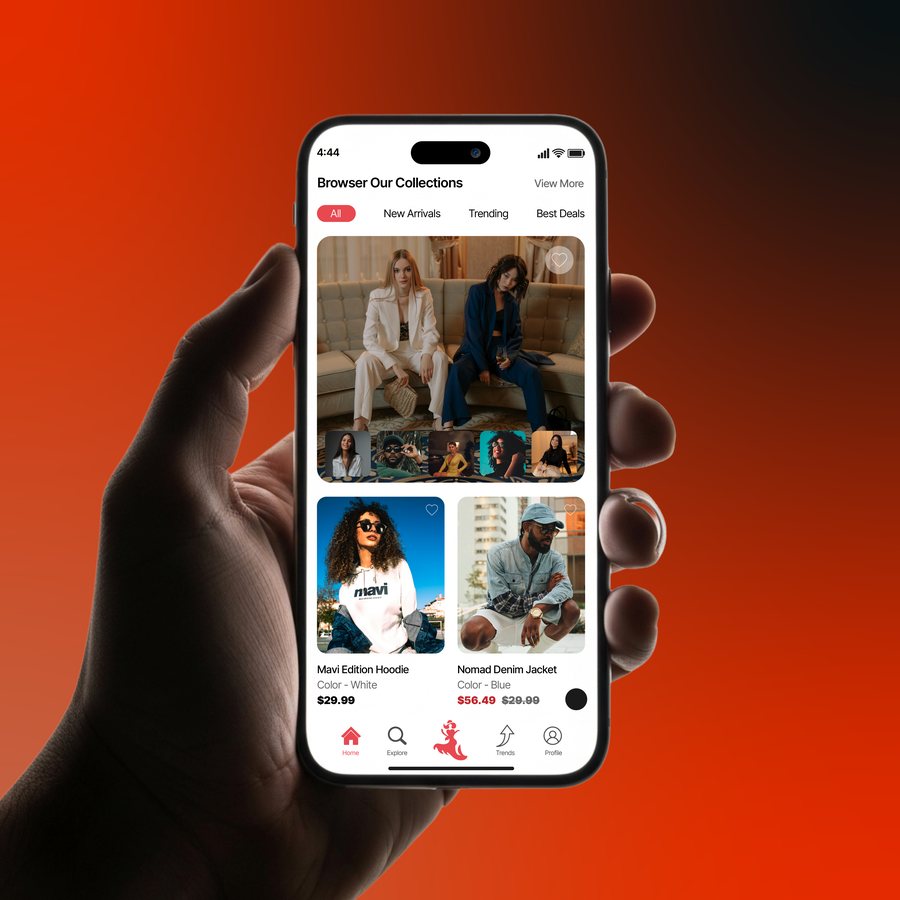 4:44
Browser Our Collections View More
All New Arrivals Trending Best Deals
mavi
Mavi Edition Hoodie Nomad Denim Jacket
Color - White Color - Blue
$29.99 $56.49 $29.99
Home Explore Trends Profile